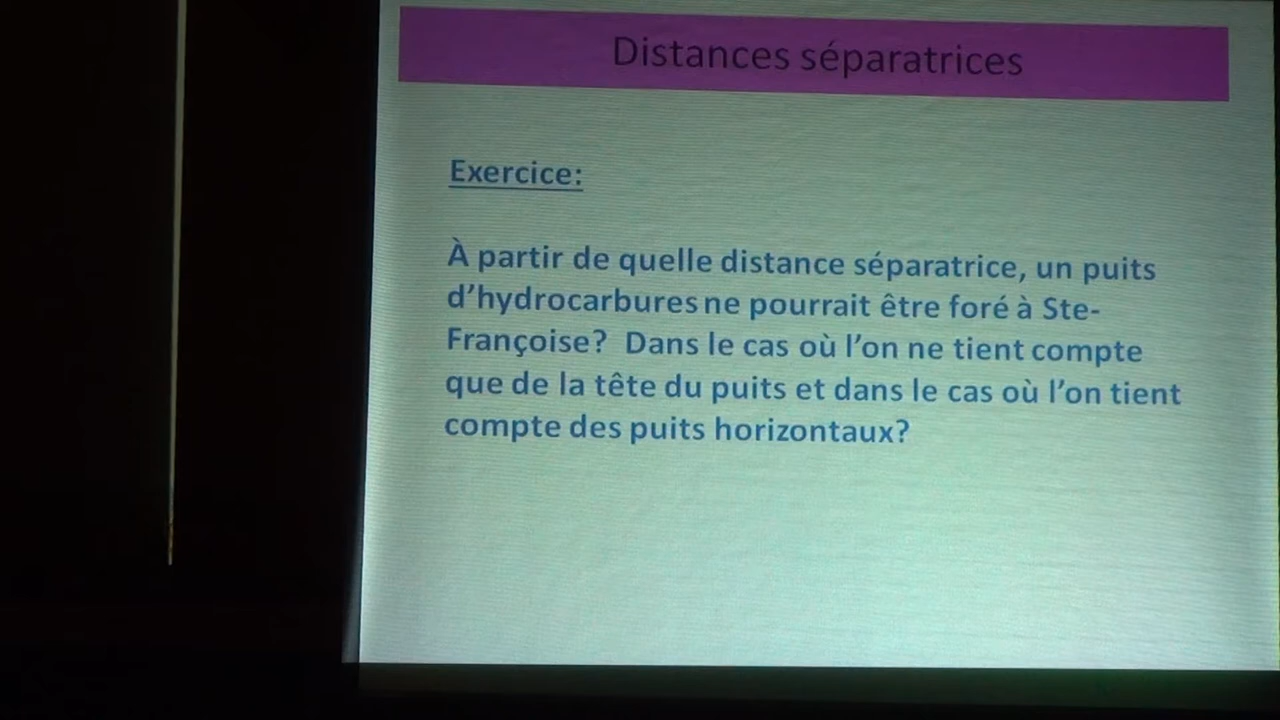 Distances séparatrices
Exercice:
À partir de quelle distance séparatrice, un puits
d’hydrocarbures ne pourrait être foré à Ste-
Françoise? Dans le cas où l’on ne tient compte
que de la tête du puits et dans le cas où l’on tient
compte des puits horizontaux?